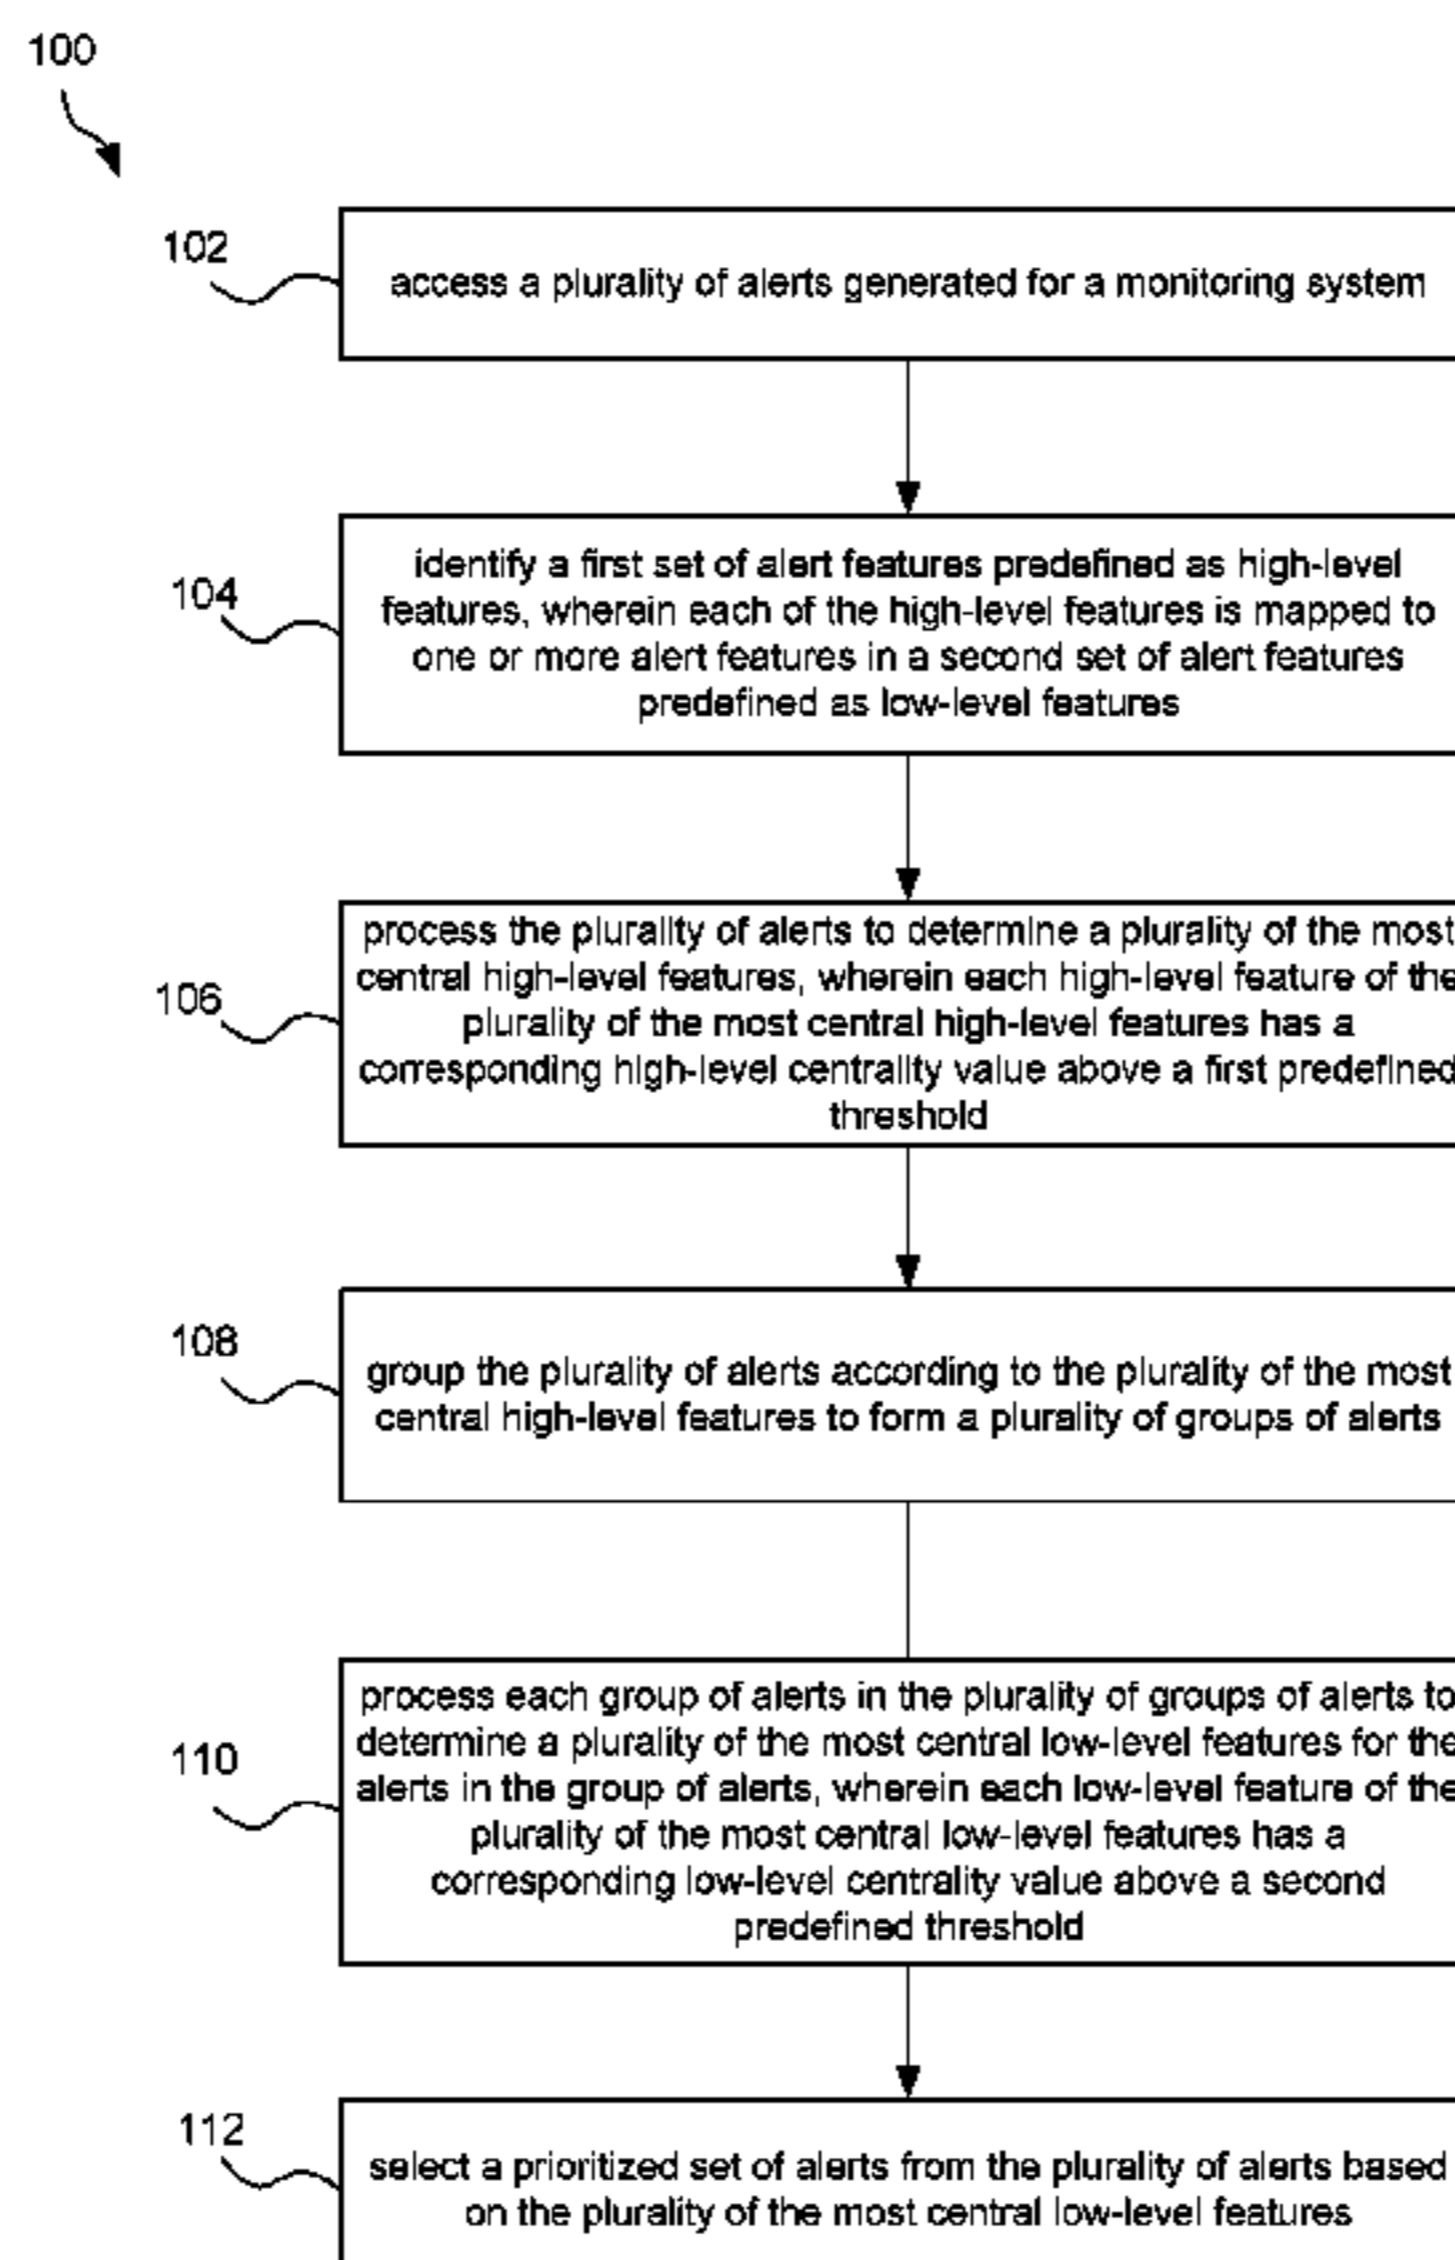 100
102
access a plurality of alerts generated for a monitoring system
104
identify a first set of alert features predefined as high-level
features, wherein each of the high-level features is mapped to
one or more alert features in a second set of alert features
predefined as low-level features
106
process the plurality of alerts to determine a plurality of the most
central high-level features, wherein each high-level feature of the
plurality of the most central high-level features has a
corresponding high-level centrality value above a first predefined
threshold
108
group the plurality of alerts according to the plurality of the most
central high-level features to form a plurality of groups of alerts
110
process each group of alerts in the plurality of groups of alerts to
determine a plurality of the most central low-level features for the
alerts in the group of alerts, wherein each low-level feature of the
plurality of the most central low-level features has a
corresponding low-level centrality value above a second
predefined threshold
112
select a prioritized set of alerts from the plurality of alerts based
on the plurality of the most central low-level features